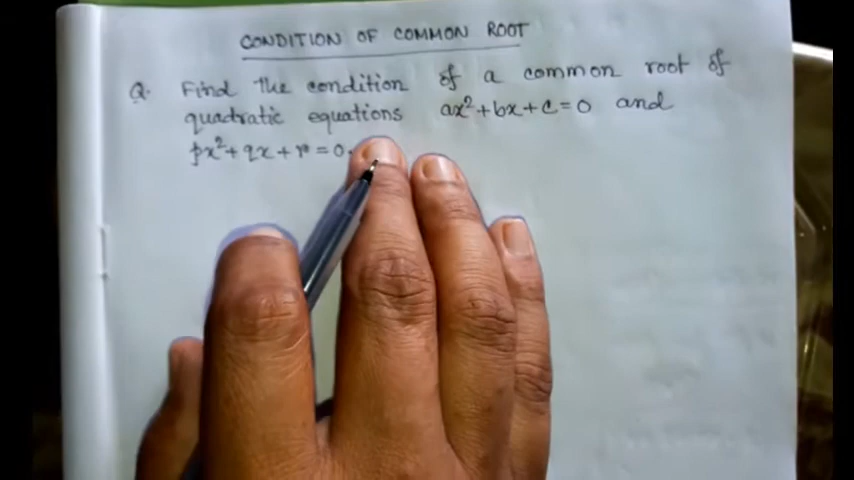 CONDITION OF COMMON ROOT
Q. Find the condition of a common root of
quadratic equations ax²+bx+c=0 and
px²+qx+r=0.